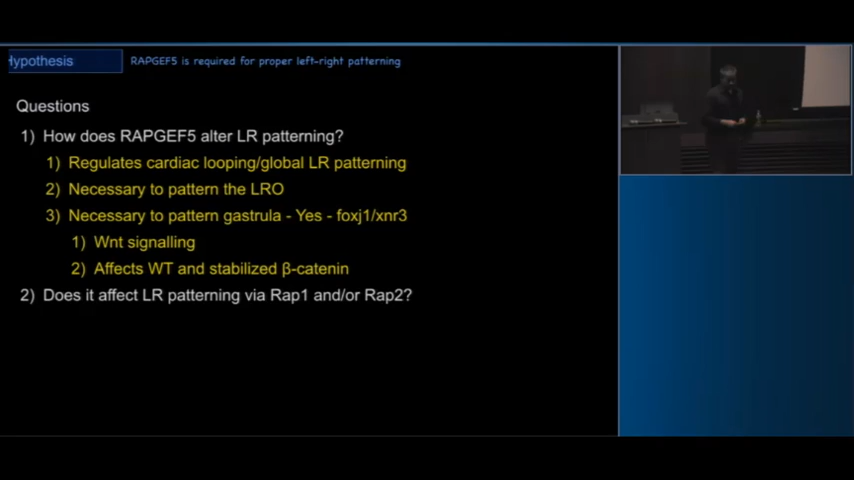 Hypothesis
RAPGEF5 is required for proper left-right patterning
Questions
1) How does RAPGEF5 alter LR patterning?
1) Regulates cardiac looping/global LR patterning
2) Necessary to pattern the LRO
3) Necessary to pattern gastrula - Yes - foxj1/xnr3
1) Wnt signalling
2) Affects WT and stabilized β-catenin
2) Does it affect LR patterning via Rap1 and/or Rap2?